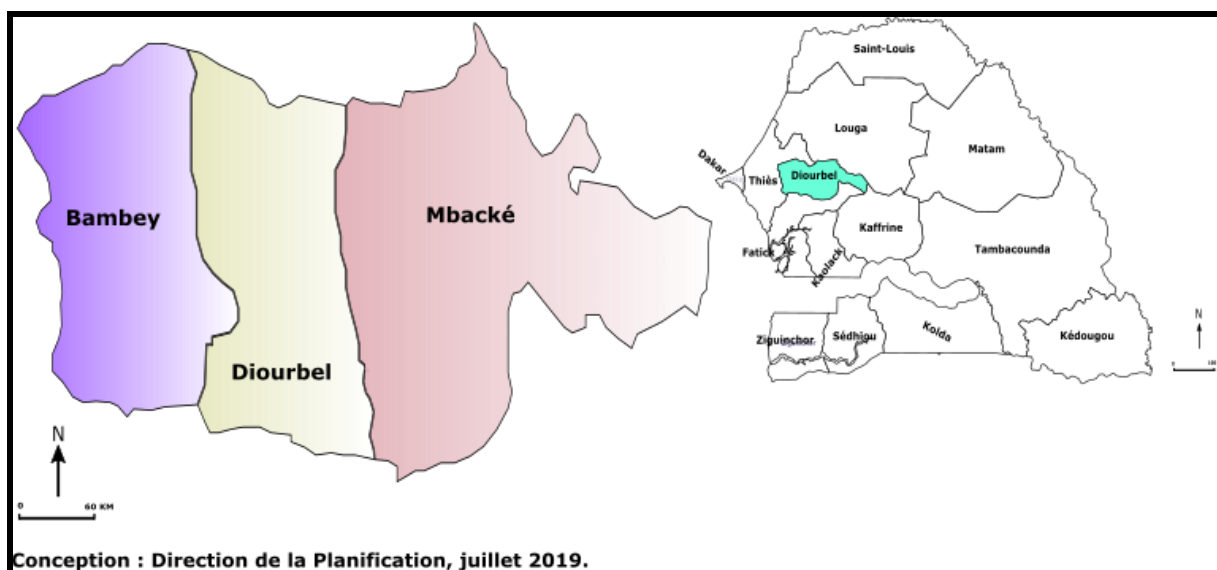 Bambey
Diourbel
Mbacké
N
0 60 KM
Saint-Louis
Louga
Matam
Dakar
Thiès
Diourbel
Kaffrine
Fatick
Kaolack
Tambacounda
Ziguinchor
Sédhiou
Kolda
Kédougou
N
0
Conception : Direction de la Planification, juillet 2019.